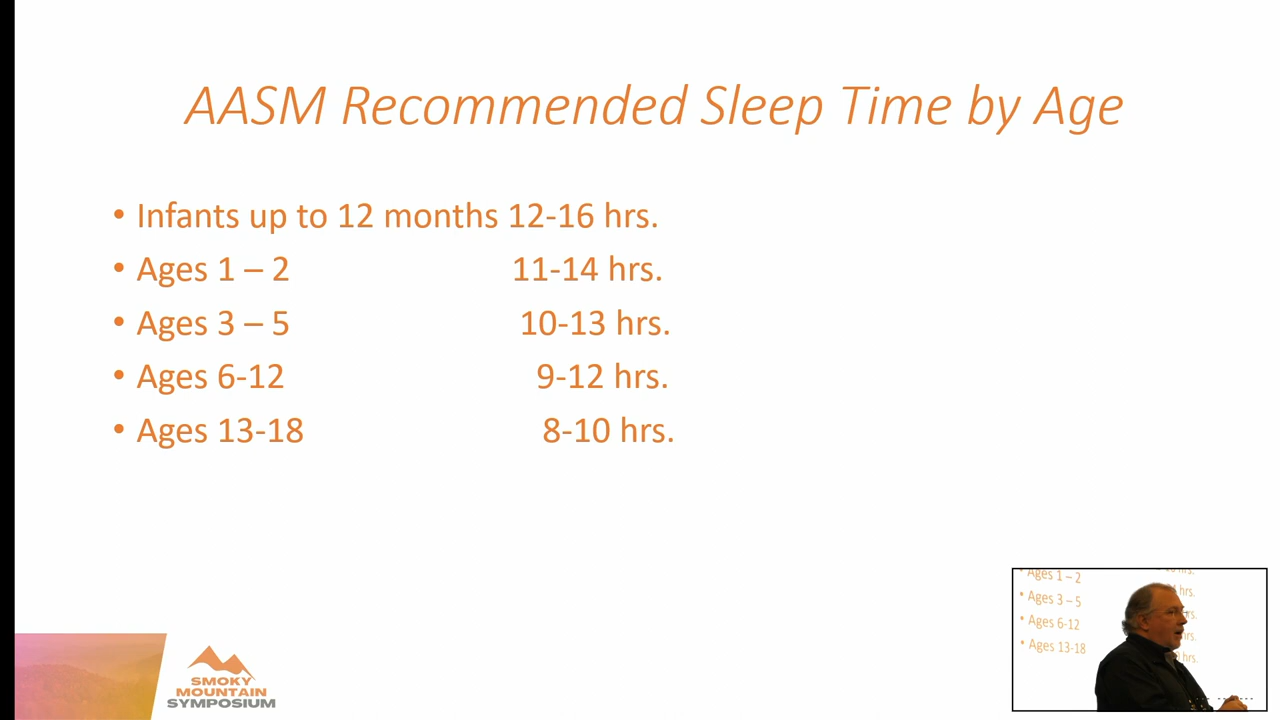 AASM Recommended Sleep Time by Age
• Infants up to 12 months 12-16 hrs.
• Ages 1 – 2 11-14 hrs.
• Ages 3 – 5 10-13 hrs.
• Ages 6-12 9-12 hrs.
• Ages 13-18 8-10 hrs.
SMOKY
MOUNTAIN
SYMPOSIUM
• Ages 1 – 2
• Ages 3 – 5
• Ages 6-12
• Ages 13-18